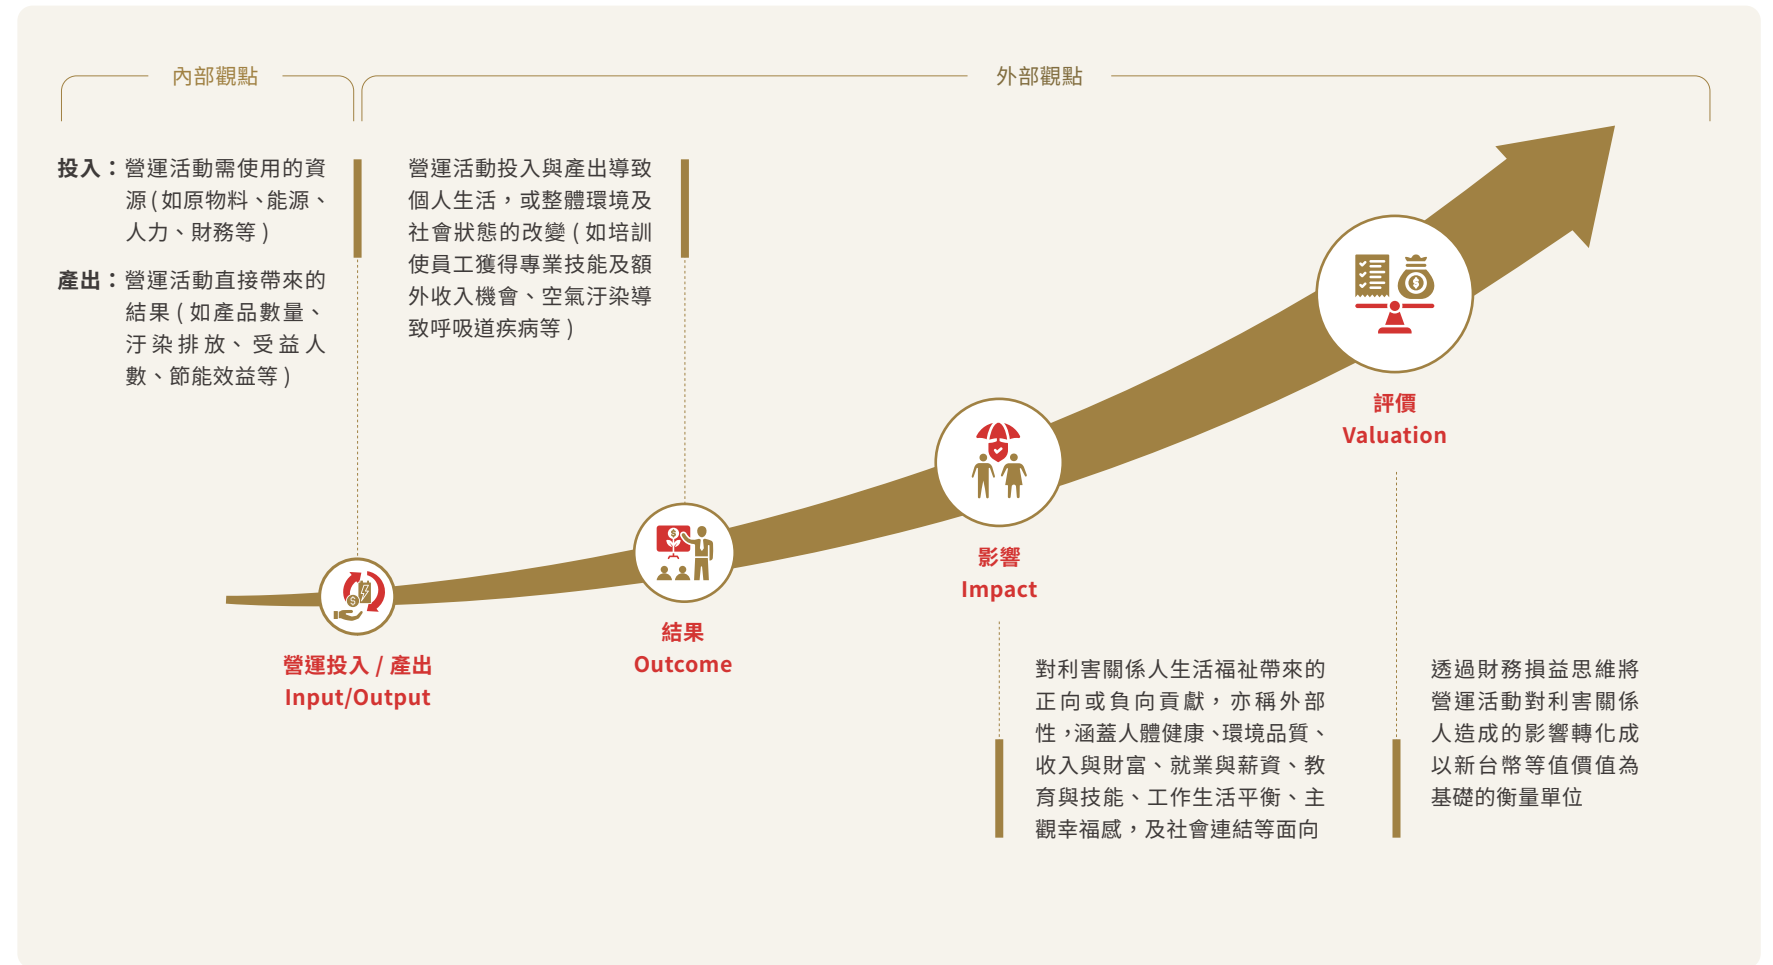 內部觀點
外部觀點
投入：營運活動需使用的資
源 ( 如原物料、能源、
人力、財務等 )
產出：營運活動直接帶來的
結果 ( 如產品數量、
汙染排放、受益人
數、節能效益等 )
營運活動投入與產出導致
個人生活，或整體環境及
社會狀態的改變 ( 如培訓
使員工獲得專業技能及額
外收入機會、空氣汙染導
致呼吸道疾病等 )
營運投入 / 產出
Input/Output
結果
Outcome
影響
Impact
評價
Valuation
對利害關係人生活福祉帶來的
正向或負向貢獻，亦稱外部
性，涵蓋人體健康、環境品質、
收入與財富、就業與薪資、教
育與技能、工作生活平衡、主
觀幸福感，及社會連結等面向
透過財務損益思維將
營運活動對利害關係
人造成的影響轉化成
以新台幣等值價值為
基礎的衡量單位